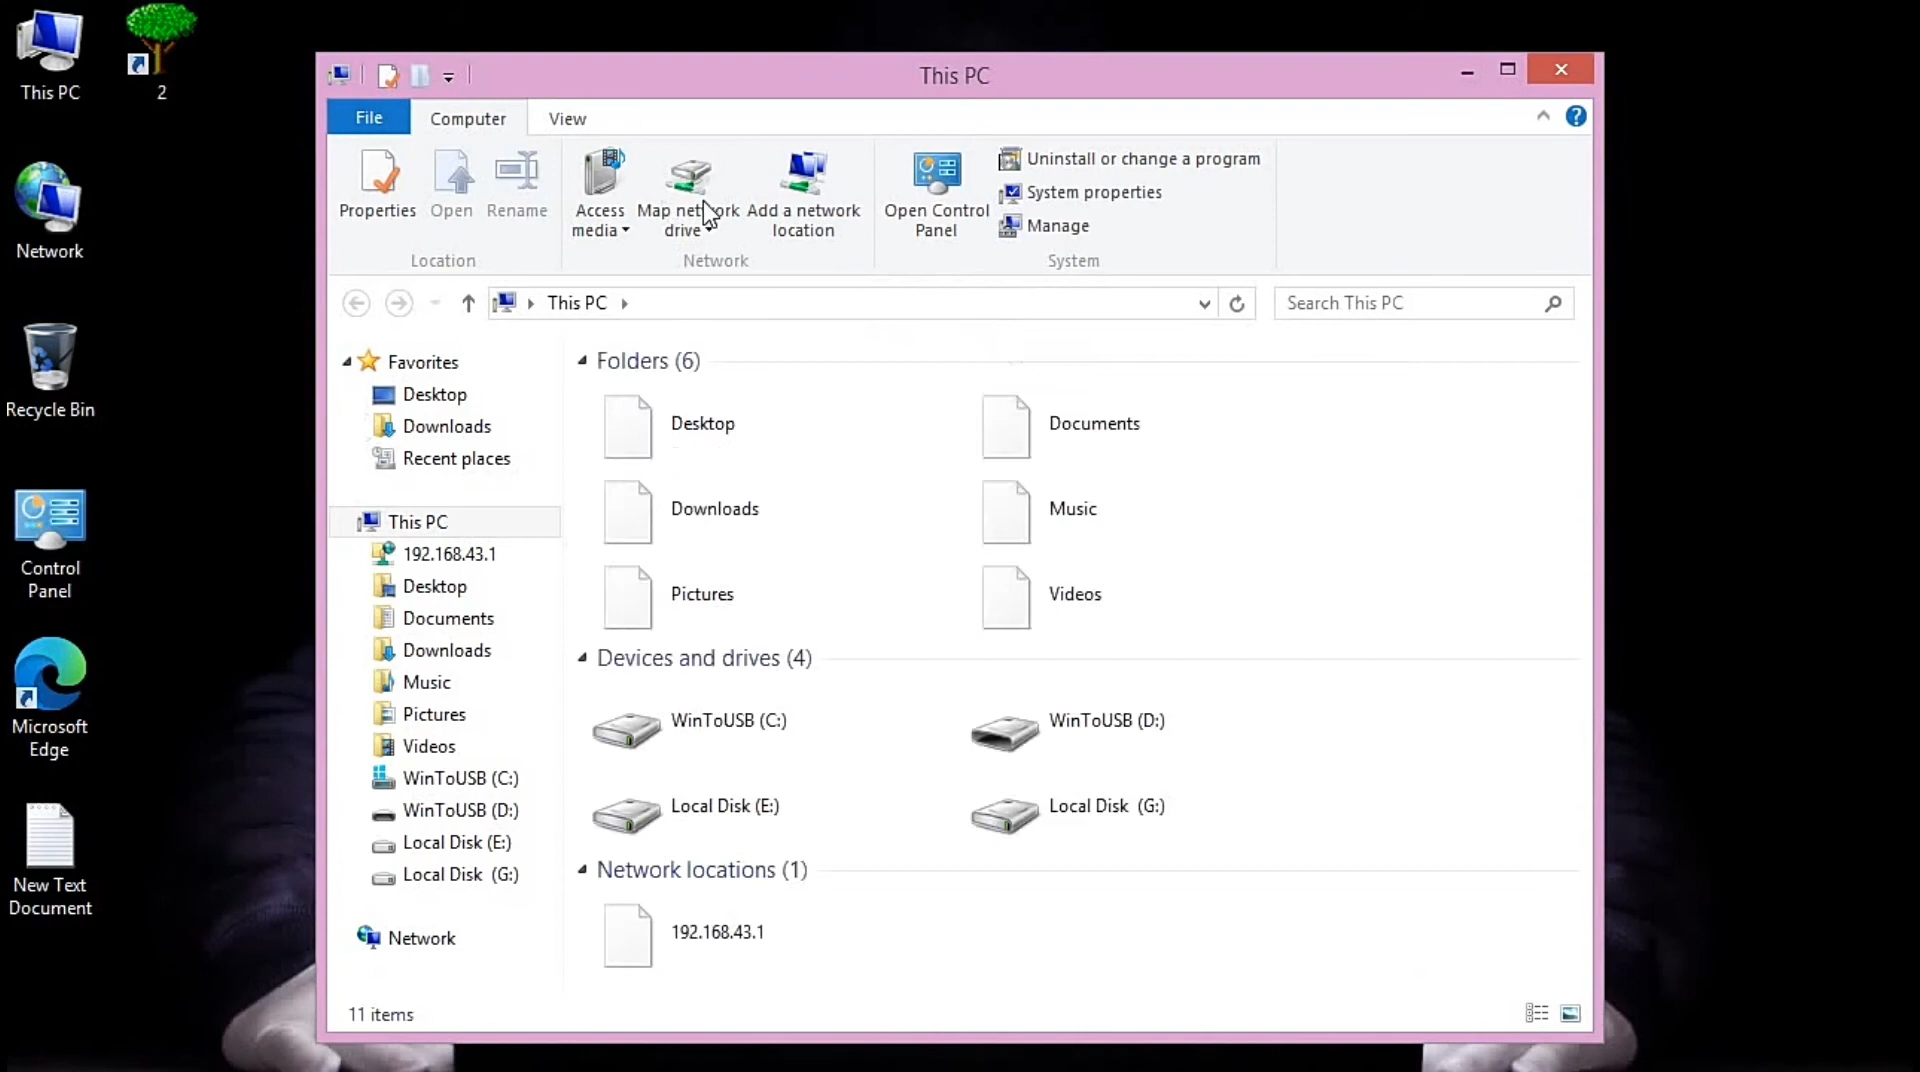 This PC
2
Network
Recycle Bin
Control
Panel
Microsoft
Edge
New Text
Document
This PC
File
Computer
View
Properties
Open
Rename
Location
Access
media
Map network
drive
Add a network
location
Network
Open Control
Panel
Uninstall or change a program
System properties
Manage
System
This PC
Search This PC
Favorites
Desktop
Downloads
Recent places
This PC
192.168.43.1
Desktop
Documents
Downloads
Music
Pictures
Videos
WinToUSB (C:)
WinToUSB (D:)
Local Disk (E:)
Local Disk (G:)
Network
Folders (6)
Desktop
Documents
Downloads
Music
Pictures
Videos
Devices and drives (4)
WinToUSB (C:)
WinToUSB (D:)
Local Disk (E:)
Local Disk (G:)
Network locations (1)
192.168.43.1
11 items